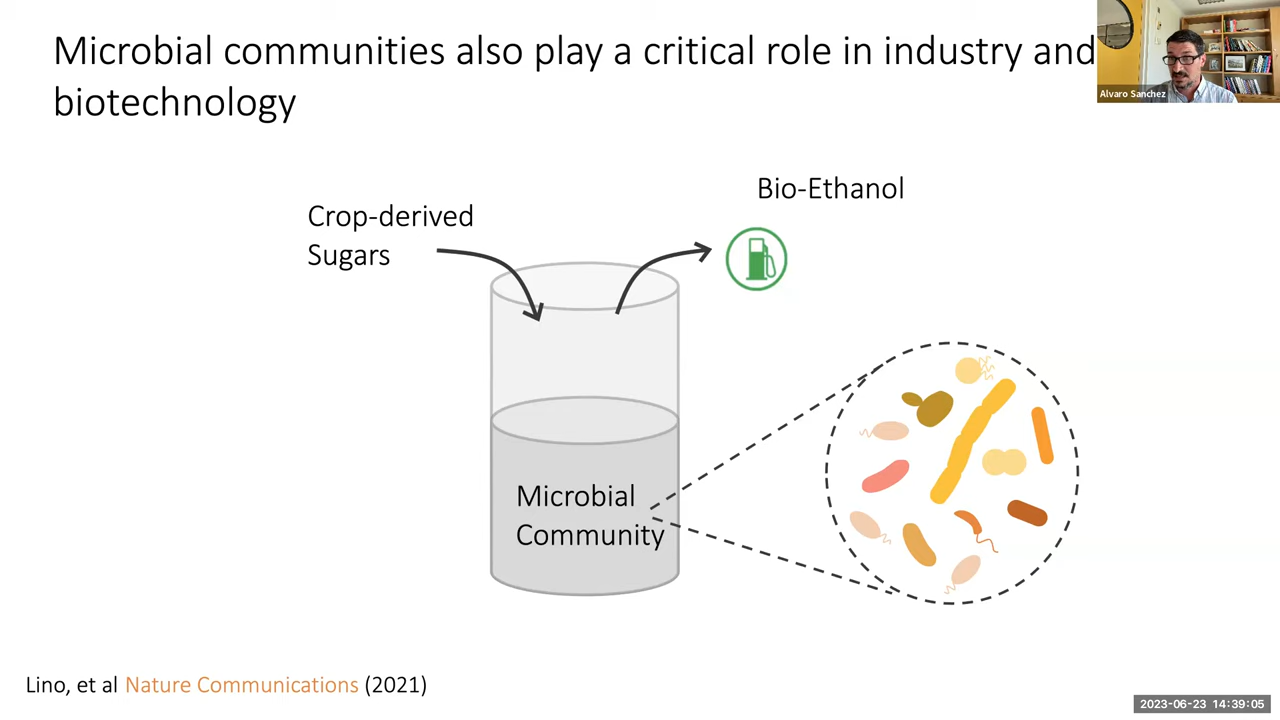 Microbial communities also play a critical role in industry and
biotechnology
Alvaro Sanchez
Bio-Ethanol
Crop-derived
Sugars
Microbial
Community
Lino, et al Nature Communications (2021)
2023-06-23 14:39:05